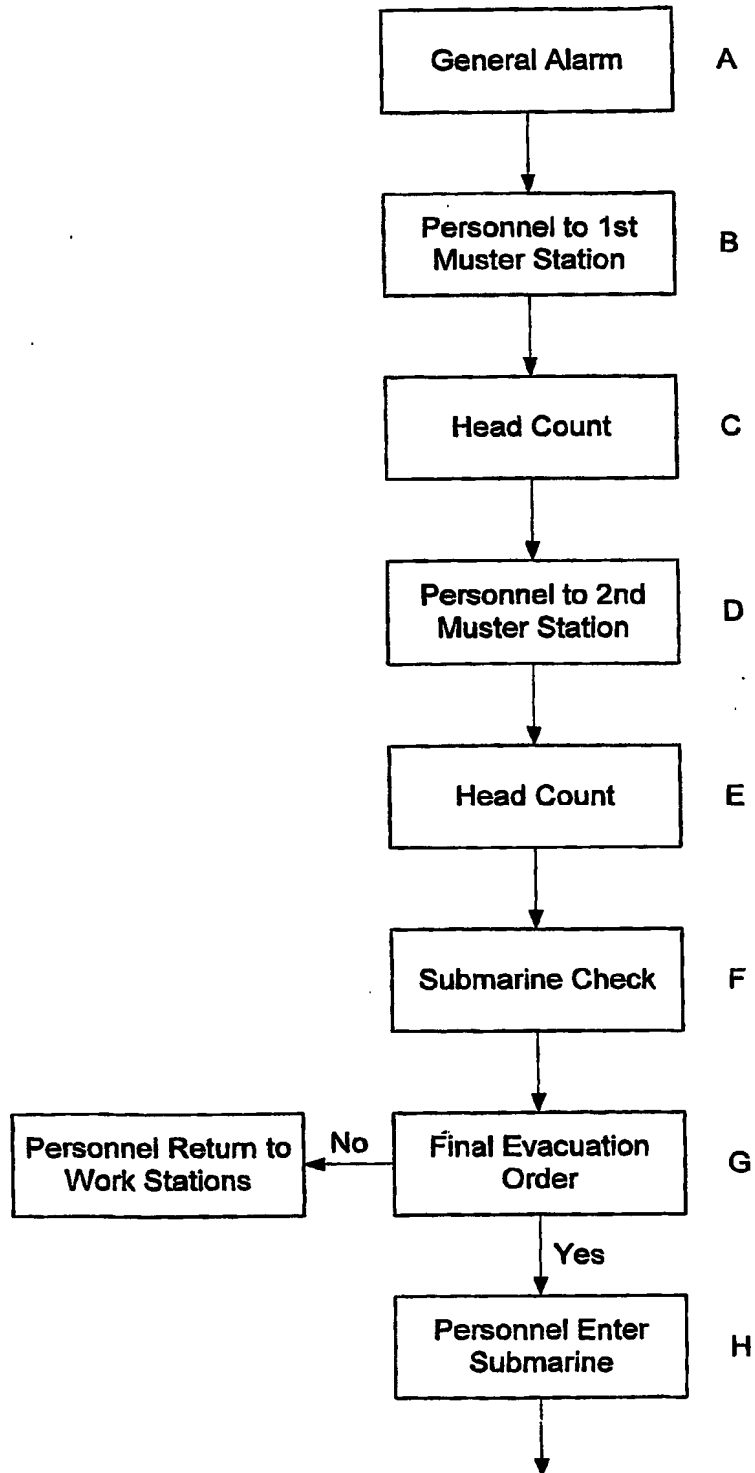 General Alarm
A
Personnel to 1st
Muster Station
B
Head Count
C
Personnel to 2nd
Muster Station
D
Head Count
E
Submarine Check
F
Personnel Return to
Work Stations
No
Final Evacuation
Order
G
Yes
Personnel Enter
Submarine
H